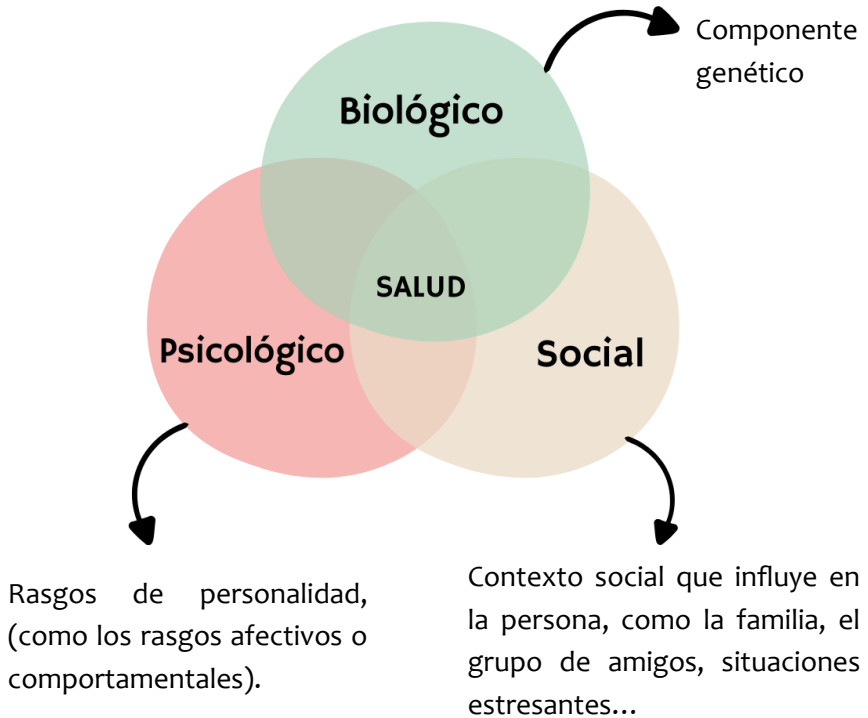 Componente
genético
Biológico
SALUD
Psicológico
Social
Rasgos de personalidad,
(como los rasgos afectivos o
comportamentales).
Contexto social que influye en
la persona, como la familia, el
grupo de amigos, situaciones
estresantes...